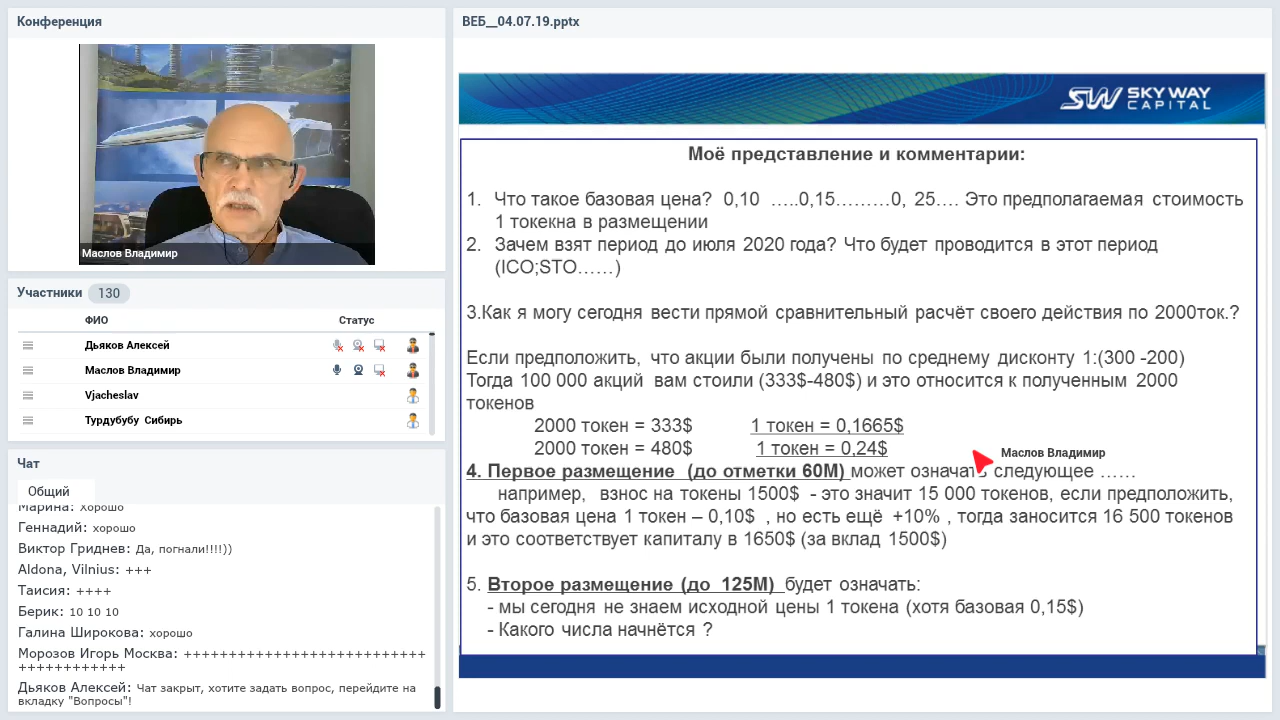 Конференция
Маслов Владимир
Участники 130
ФИО Статус
Дьяков Алексей
Маслов Владимир
Vjacheslav
Турдубубу Сибирь
Чат
Общий
Марина: хорошо
Геннадий: хорошо
Виктор Гриднев: Да, погнали!!!!))
Aldona, Vilnius: +++
Таисия: ++++
Берик: 10 10 10
Галина Широкова: хорошо
Морозов Игорь Москва: +++++++++++++++++++++++++++
++++++++++++
Дьяков Алексей: Чат закрыт, хотите задать вопрос, перейдите на
вкладку "Вопросы"!
ВЕБ__04.07.19.pptx
SW SKY WAY
CAPITAL
Моё представление и комментарии:
1. Что такое базовая цена? 0,10 …..0,15………0, 25…. Это предполагаемая стоимость
1 токекна в размещении
2. Зачем взят период до июля 2020 года? Что будет проводится в этот период
(ICO;STO……)
3.Как я могу сегодня вести прямой сравнительный расчёт своего действия по 2000ток.?
Если предположить, что акции были получены по среднему дисконту 1:(300 -200)
Тогда 100 000 акций вам стоили (333$-480$) и это относится к полученным 2000
токенов
2000 токен = 333$ 1 токен = 0,1665$
2000 токен = 480$ 1 токен = 0,24$
Маслов Владимир
4. Первое размещение (до отметки 60М) может означать следующее ……
например, взнос на токены 1500$ - это значит 15 000 токенов, если предположить,
что базовая цена 1 токен – 0,10$ , но есть ещё +10% , тогда заносится 16 500 токенов
и это соответствует капиталу в 1650$ (за вклад 1500$)
5. Второе размещение (до 125М) будет означать:
- мы сегодня не знаем исходной цены 1 токена (хотя базовая 0,15$)
- Какого числа начнётся ?